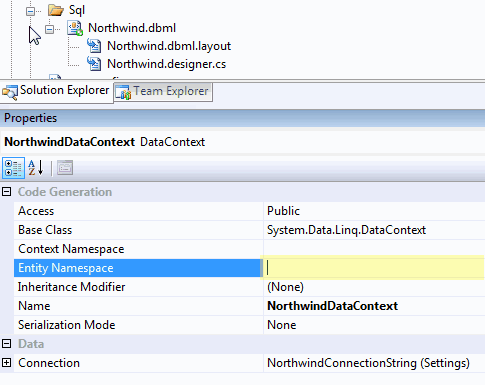 Sql
Northwind.dbml
Northwind.dbml.layout
Northwind.designer.cs
Solution Explorer Team Explorer
Properties
NorthwindDataContext DataContext
Code Generation
Access Public
Base Class System.Data.Linq.DataContext
Context Namespace
Entity Namespace
Inheritance Modifier (None)
Name NorthwindDataContext
Serialization Mode None
Data
Connection NorthwindConnectionString (Settings)